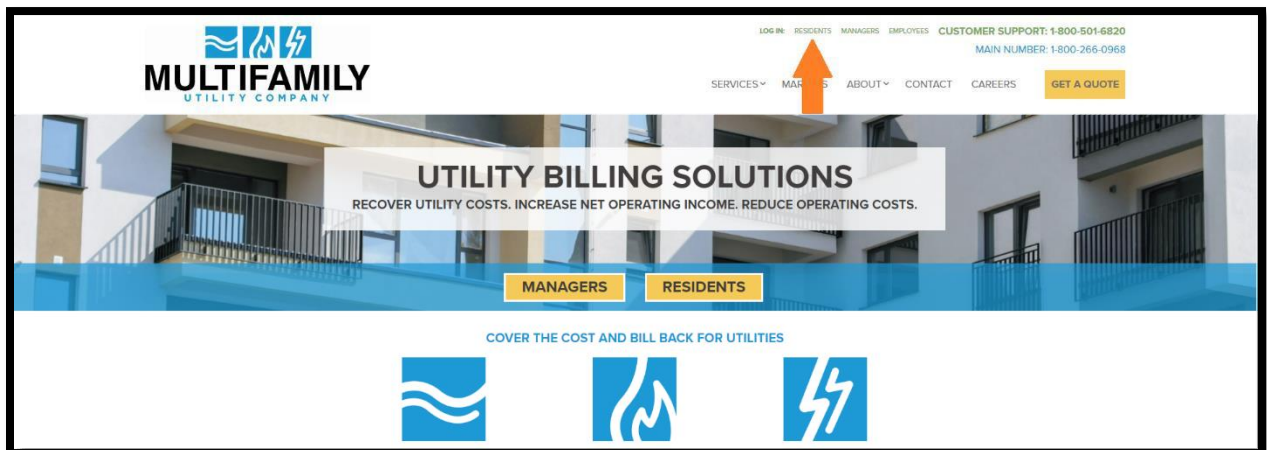 LOG IN: RESIDENTS MANAGERS EMPLOYEES CUSTOMER SUPPORT: 1-800-501-6820
MAIN NUMBER: 1-800-266-0968
MULTIFAMILY
UTILITY COMPANY
SERVICES ABOUT CONTACT CAREERS GET A QUOTE
UTILITY BILLING SOLUTIONS
RECOVER UTILITY COSTS. INCREASE NET OPERATING INCOME. REDUCE OPERATING COSTS.
MANAGERS RESIDENTS
COVER THE COST AND BILL BACK FOR UTILITIES